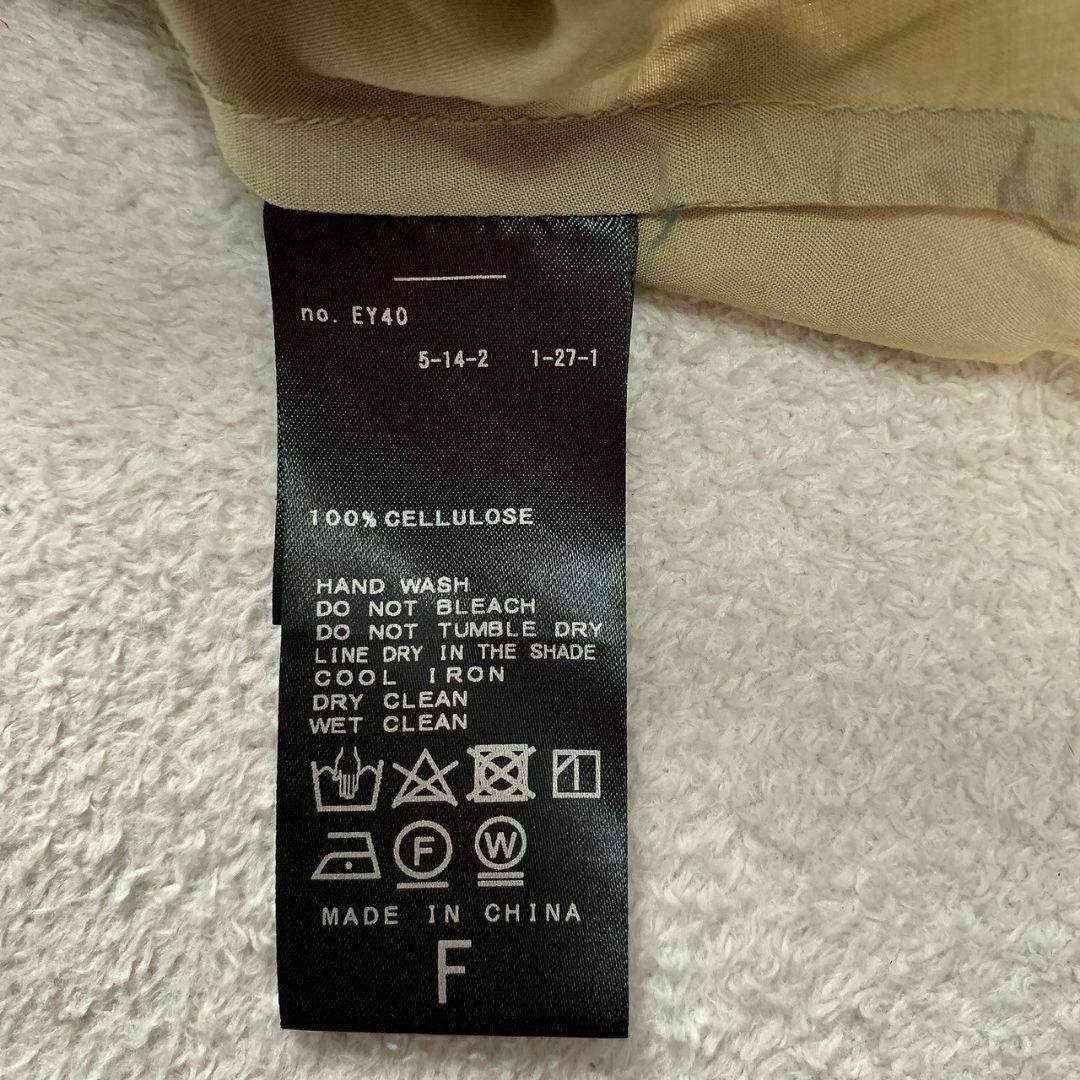 no. EY40
5-14-2 1-27-1
100% CELLULOSE
HAND WASH
DO NOT BLEACH
DO NOT TUMBLE DRY
LINE DRY IN THE SHADE
COOL IRON
DRY CLEAN
WET CLEAN
F W
MADE IN CHINA
F